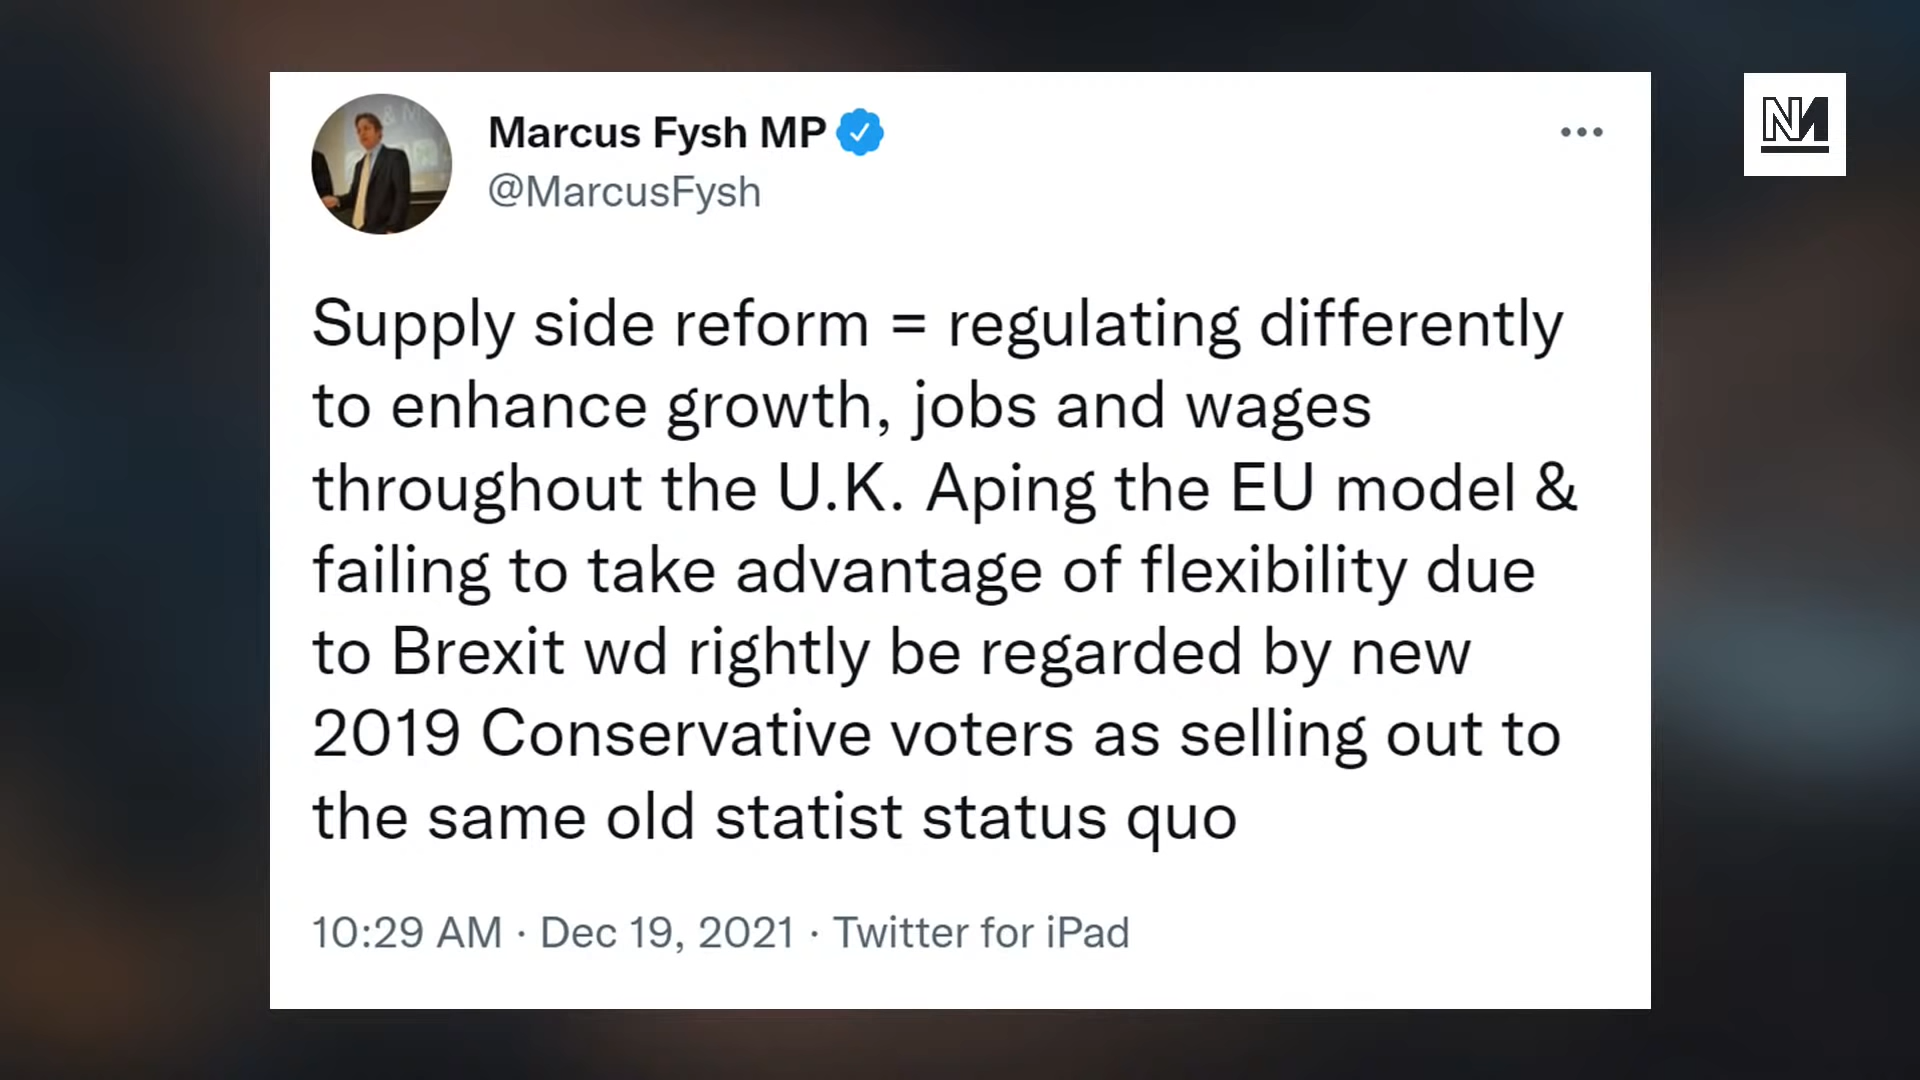 Marcus Fysh MP
@MarcusFysh
NM
Supply side reform = regulating differently
to enhance growth, jobs and wages
throughout the U.K. Aping the EU model &
failing to take advantage of flexibility due
to Brexit wd rightly be regarded by new
2019 Conservative voters as selling out to
the same old statist status quo
10:29 AM · Dec 19, 2021 · Twitter for iPad